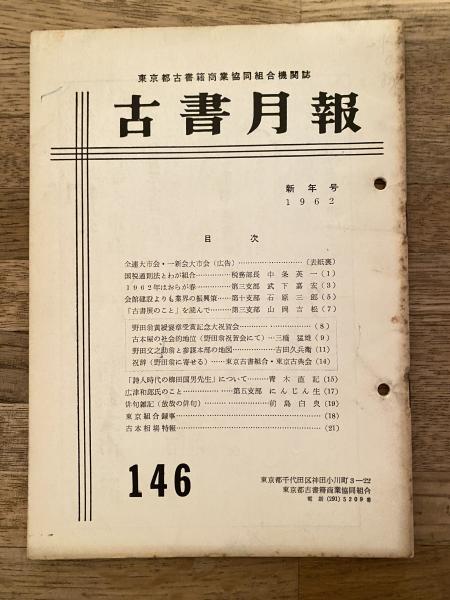 東京都古書籍商業協同組合機関誌
古書月報
新年号
1962
目次
全連大市会・一新会大市会(広告)…………………(表紙裏)
国税通則法とわが組合…………税務部長 中条英一(1)
1962年はおらが春…………第三支部 武下嘉宏(3)
会館建設よりも業界の振興策……第十支部 石原三郎(5)
「古書展のこと」を読んで………第三支部 山岡吉松(7)
野田翁黄綬褒章受賞記念大祝賀会…………………(8)
古本屋の社会的地位(野田翁祝賀会にて)…三橋猛雄(9)
野田文之助翁と参謀本部の地図…………吉田久兵衛(11)
祝辞(野田翁に寄せる)……東京古書組合・東京古典会(14)
「詩人時代の柳田国男先生」について………青木直記(15)
広津和郎氏のこと………………第五支部 にんじん生(17)
俳句雑記(放哉の俳句)………………前島白良(19)
東京組合録事…………………………………(18)
古本相場特報…………………………………(21)
146
東京都千代田区神田小川町3―22
東京都古書籍商業協同組合
電話(291)5209番